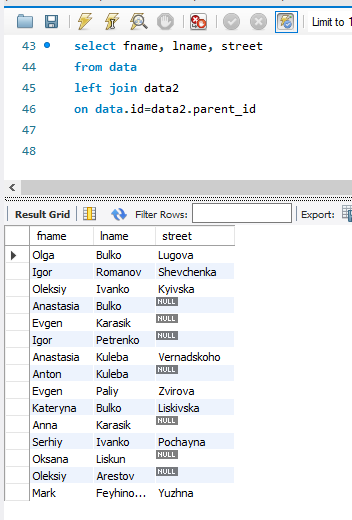 Limit to 1
43 select fname, lname, street
44 from data
45 left join data2
46 on data.id=data2.parent_id
47
48
Result Grid Filter Rows: Export:
fname lname street
Olga Bulko Lugova
Igor Romanov Shevchenka
Oleksiy Ivanko Kyivska
Anastasia Bulko NULL
Evgen Karasik NULL
Igor Petrenko NULL
Anastasia Kuleba Vernadskoho
Anton Kuleba NULL
Evgen Paliy Zvirova
Kateryna Bulko Liskivska
Anna Karasik NULL
Serhiy Ivanko Pochayna
Oksana Liskun NULL
Oleksiy Arestov NULL
Mark Feyhino... Yuzhna